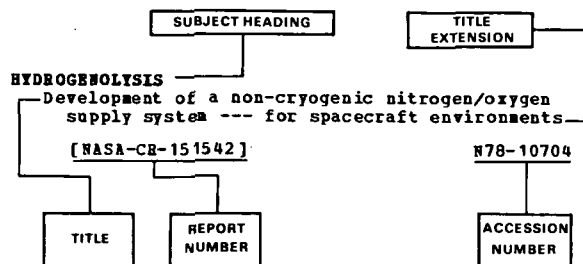 SUBJECT HEADING
TITLE
EXTENSION
HYDROGENOLYSIS
Development of a non-cryogenic nitrogen/oxygen
supply system --- for spacecraft environments
[NASA-CR-151542] N78-10704
TITLE
REPORT
NUMBER
ACCESSION
NUMBER